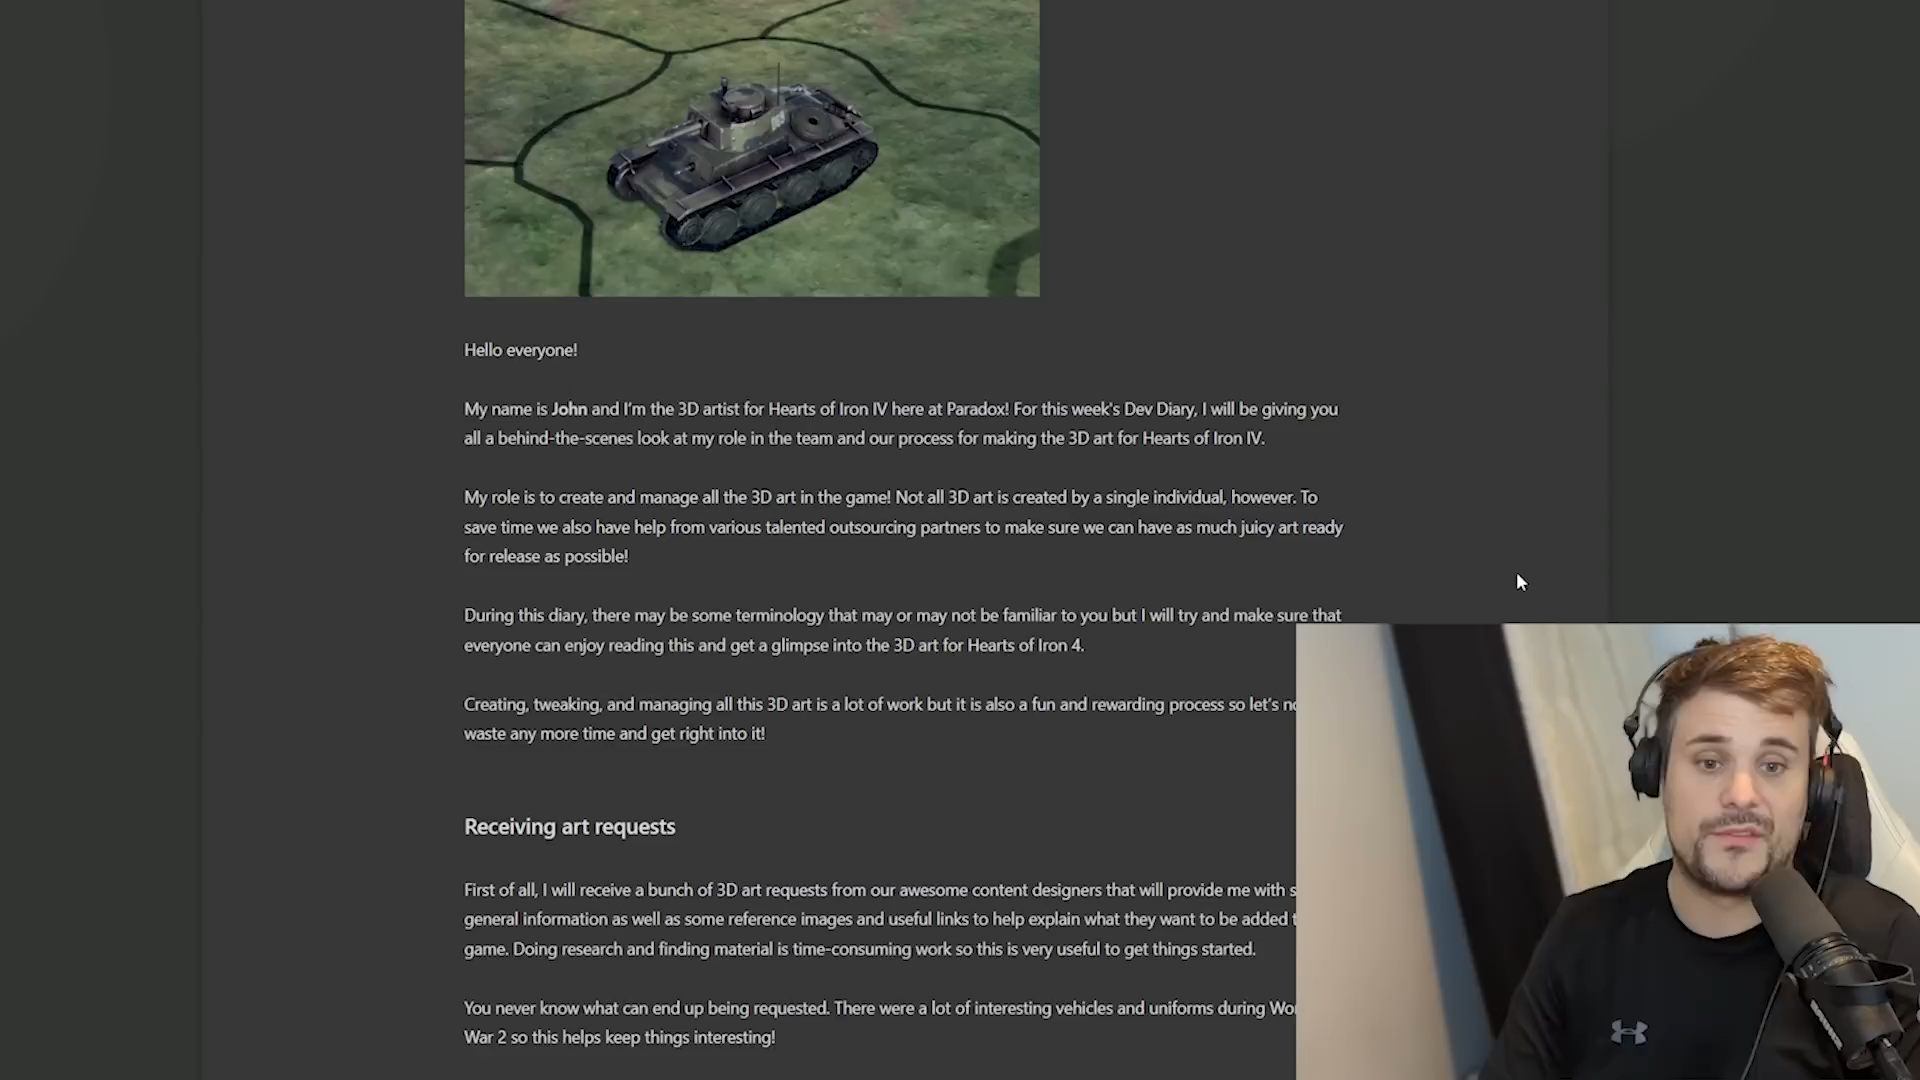 Hello everyone!
My name is John and I'm the 3D artist for Hearts of Iron IV here at Paradox! For this week's Dev Diary, I will be giving you
all a behind-the-scenes look at my role in the team and our process for making the 3D art for Hearts of Iron IV.
My role is to create and manage all the 3D art in the game! Not all 3D art is created by a single individual, however. To
save time we also have help from various talented outsourcing partners to make sure we can have as much juicy art ready
for release as possible!
During this diary, there may be some terminology that may or may not be familiar to you but I will try and make sure that
everyone can enjoy reading this and get a glimpse into the 3D art for Hearts of Iron 4.
Creating, tweaking, and managing all this 3D art is a lot of work but it is also a fun and rewarding process so let's
waste any more time and get right into it!
Receiving art requests
First of all, I will receive a bunch of 3D art requests from our awesome content designers that will provide me with
general information as well as some reference images and useful links to help explain what they want to be added
game. Doing research and finding material is time-consuming work so this is very useful to get things started.
You never know what can end up being requested. There were a lot of interesting vehicles and uniforms during
War 2 so this helps keep things interesting!